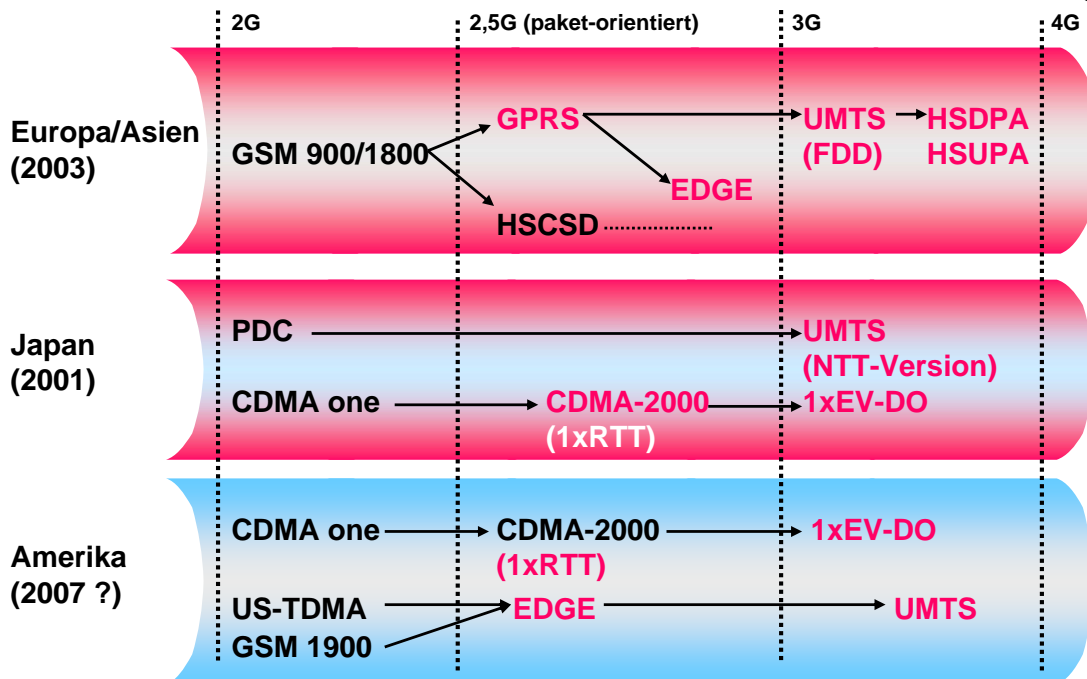 2G
2,5G (paket-orientiert)
3G
4G
Europa/Asien
(2003)
GSM 900/1800
GPRS
EDGE
HSCSD
UMTS
(FDD)
HSDPA
HSUPA
Japan
(2001)
PDC
UMTS
(NTT-Version)
CDMA one
CDMA-2000
(1xRTT)
1xEV-DO
Amerika
(2007 ?)
CDMA one
CDMA-2000
(1xRTT)
1xEV-DO
US-TDMA
GSM 1900
EDGE
UMTS